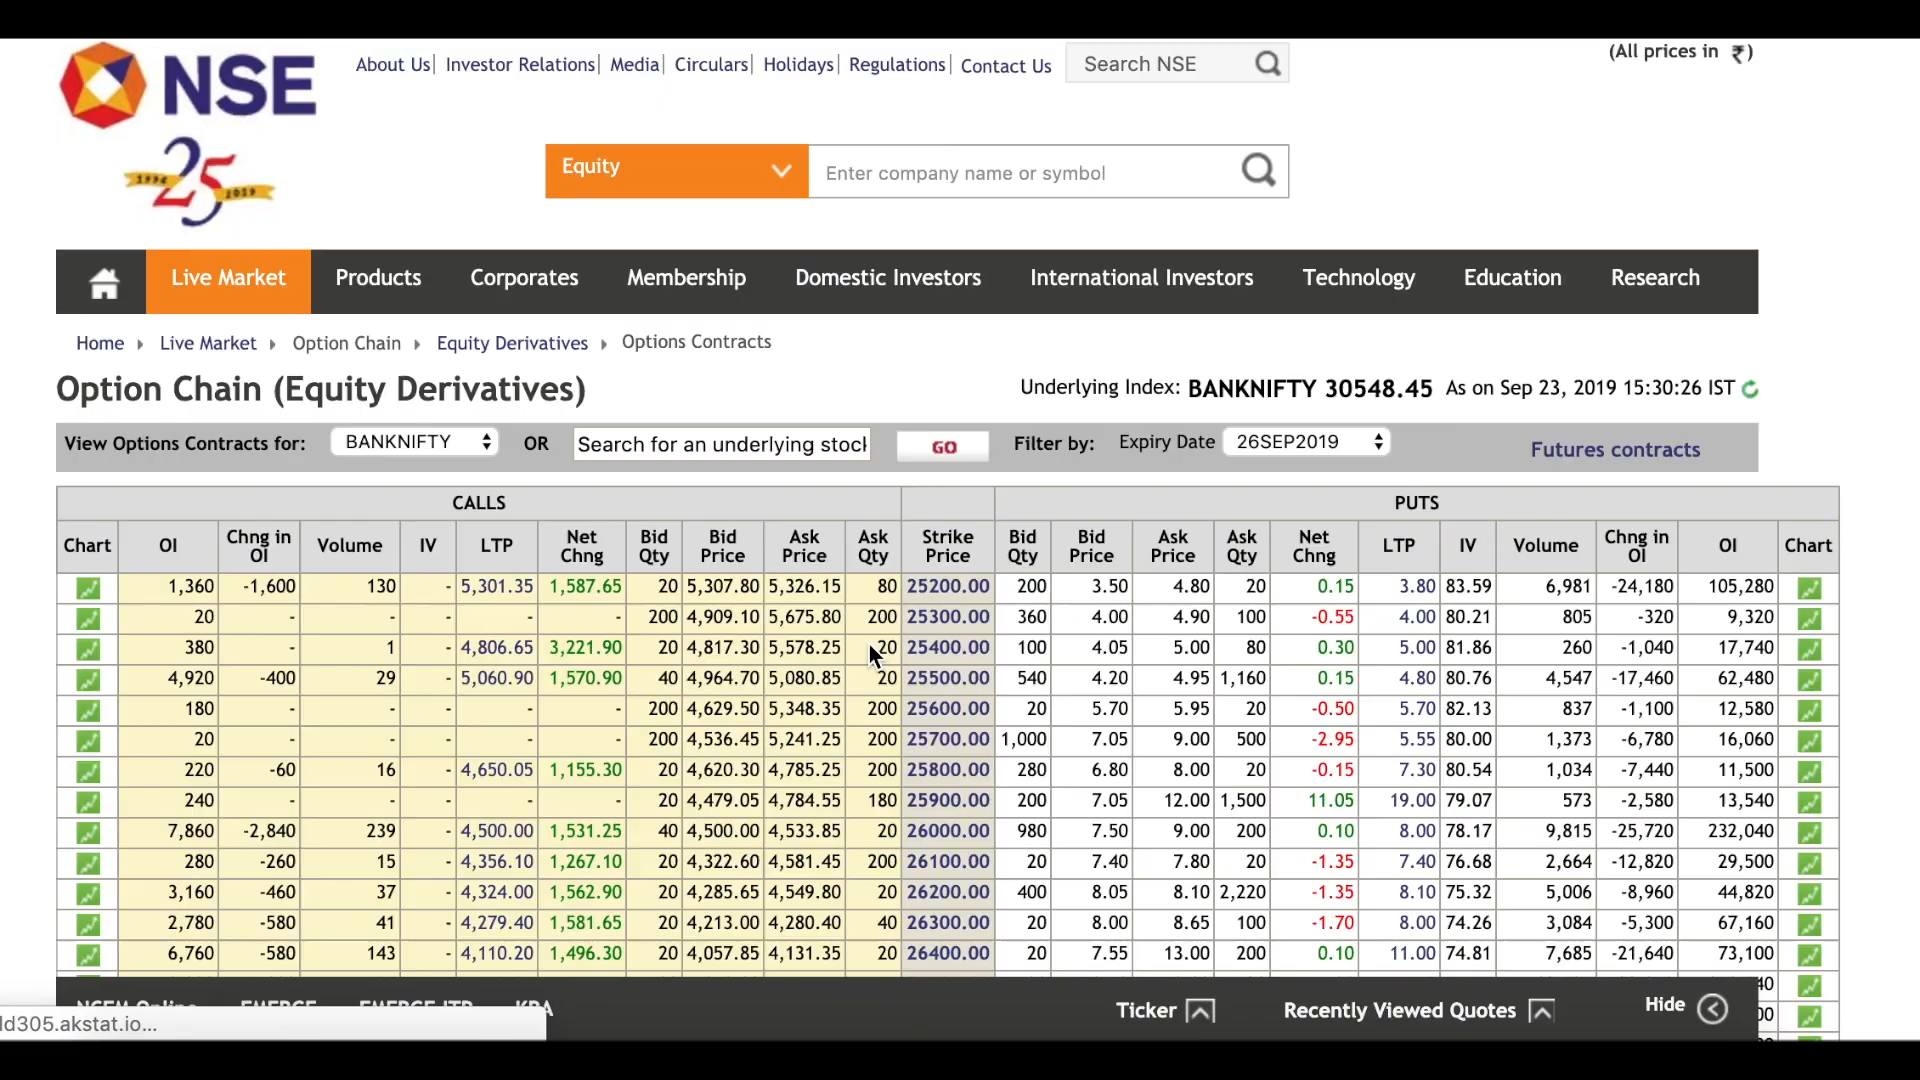 NSE
1994 25 2019
About Us| Investor Relations| Media| Circulars| Holidays| Regulations| Contact Us Search NSE (All prices in ₹)
Equity Enter company name or symbol
Live Market Products Corporates Membership Domestic Investors International Investors Technology Education Research
Home Live Market Option Chain Equity Derivatives Options Contracts
Option Chain (Equity Derivatives) Underlying Index: BANKNIFTY 30548.45 As on Sep 23, 2019 15:30:26 IST
View Options Contracts for: BANKNIFTY OR Search for an underlying stock GO Filter by: Expiry Date 26SEP2019 Futures contracts
CALLS PUTS
Chart OI Chng in OI Volume IV LTP Net Chng Bid Qty Bid Price Ask Price Ask Qty Strike Price Bid Qty Bid Price Ask Price Ask Qty Net Chng LTP IV Volume Chng in OI OI Chart
1,360 -1,600 130 - 5,301.35 1,587.65 20 5,307.80 5,326.15 80 25200.00 200 3.50 4.80 20 0.15 3.80 83.59 6,981 -24,180 105,280
20 - - - - - 200 4,909.10 5,675.80 200 25300.00 360 4.00 4.90 100 -0.55 4.00 80.21 805 -320 9,320
380 - 1 - 4,806.65 3,221.90 20 4,817.30 5,578.25 20 25400.00 100 4.05 5.00 80 0.30 5.00 81.86 260 -1,040 17,740
4,920 -400 29 - 5,060.90 1,570.90 40 4,964.70 5,080.85 20 25500.00 540 4.20 4.95 1,160 0.15 4.80 80.76 4,547 -17,460 62,480
180 - - - - - 200 4,629.50 5,348.35 200 25600.00 20 5.70 5.95 20 -0.50 5.70 82.13 837 -1,100 12,580
20 - - - - - 200 4,536.45 5,241.25 200 25700.00 1,000 7.05 9.00 500 -2.95 5.55 80.00 1,373 -6,780 16,060
220 -60 16 - 4,650.05 1,155.30 20 4,620.30 4,785.25 200 25800.00 280 6.80 8.00 20 -0.15 7.30 80.54 1,034 -7,440 11,500
240 - - - - - 20 4,479.05 4,784.55 180 25900.00 200 7.05 12.00 1,500 11.05 19.00 79.07 573 -2,580 13,540
7,860 -2,840 239 - 4,500.00 1,531.25 40 4,500.00 4,533.85 20 26000.00 980 7.50 9.00 200 0.10 8.00 78.17 9,815 -25,720 232,040
280 -260 15 - 4,356.10 1,267.10 20 4,322.60 4,581.45 200 26100.00 20 7.40 7.80 20 -1.35 7.40 76.68 2,664 -12,820 29,500
3,160 -460 37 - 4,324.00 1,562.90 20 4,285.65 4,549.80 20 26200.00 400 8.05 8.10 2,220 -1.35 8.10 75.32 5,006 -8,960 44,820
2,780 -580 41 - 4,279.40 1,581.65 20 4,213.00 4,280.40 40 26300.00 20 8.00 8.65 100 -1.70 8.00 74.26 3,084 -5,300 67,160
6,760 -580 143 - 4,110.20 1,496.30 20 4,057.85 4,131.35 20 26400.00 20 7.55 13.00 200 0.10 11.00 74.81 7,685 -21,640 73,100
Ticker Recently Viewed Quotes Hide
ld305.akstat.io...